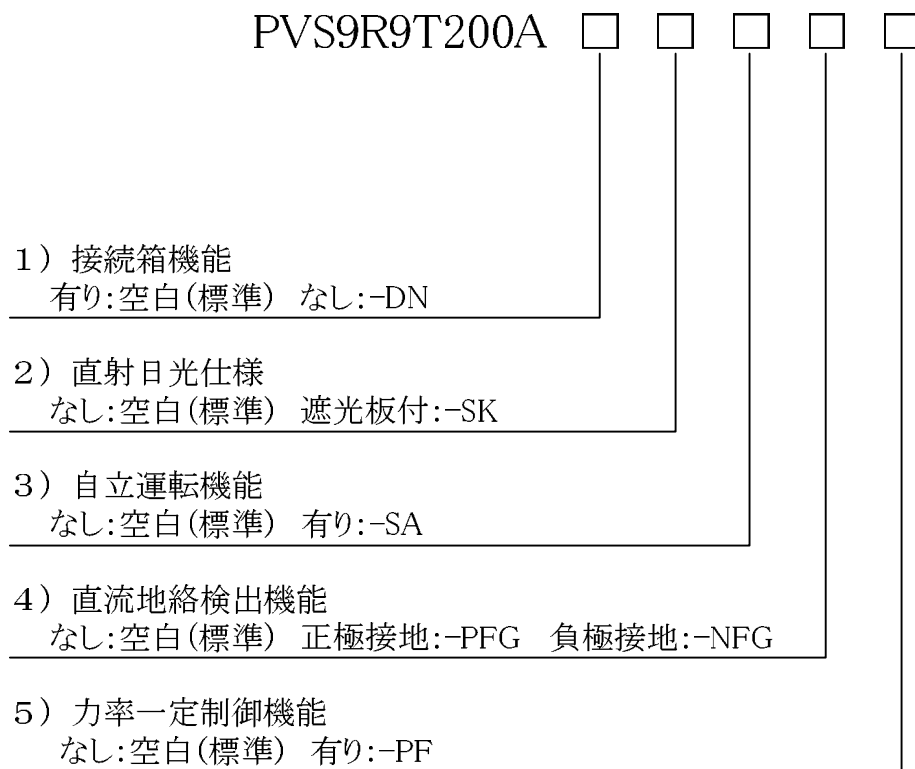 PVS9R9T200A □ □ □ □ □
1) 接続箱機能
有り:空白(標準) なし:-DN
2) 直射日光仕様
なし:空白(標準) 遮光板付:-SK
3) 自立運転機能
なし:空白(標準) 有り:-SA
4) 直流地絡検出機能
なし:空白(標準) 正極接地:-PFG 負極接地:-NFG
5) 力率一定制御機能
なし:空白(標準) 有り:-PF